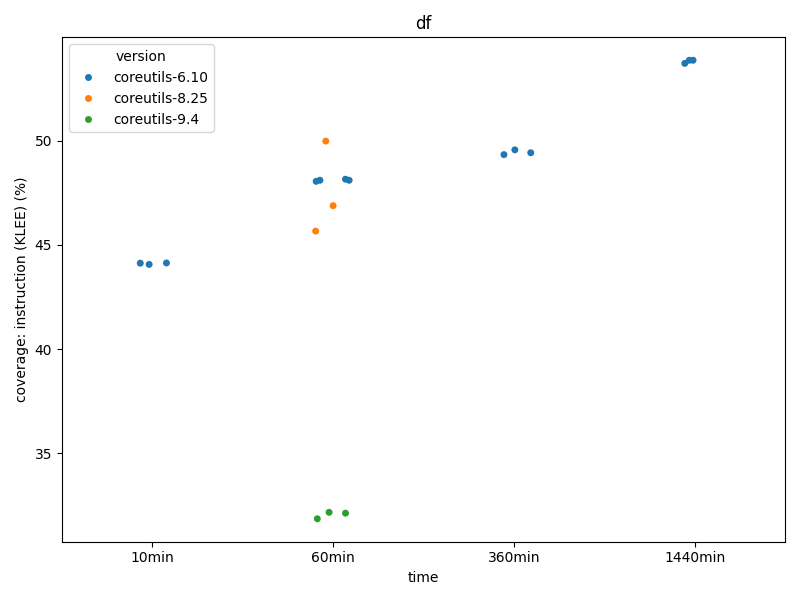 df
version
coreutils-6.10
coreutils-8.25
coreutils-9.4
50
45
40
35
coverage: instruction (KLEE) (%)
10min
60min
360min
1440min
time